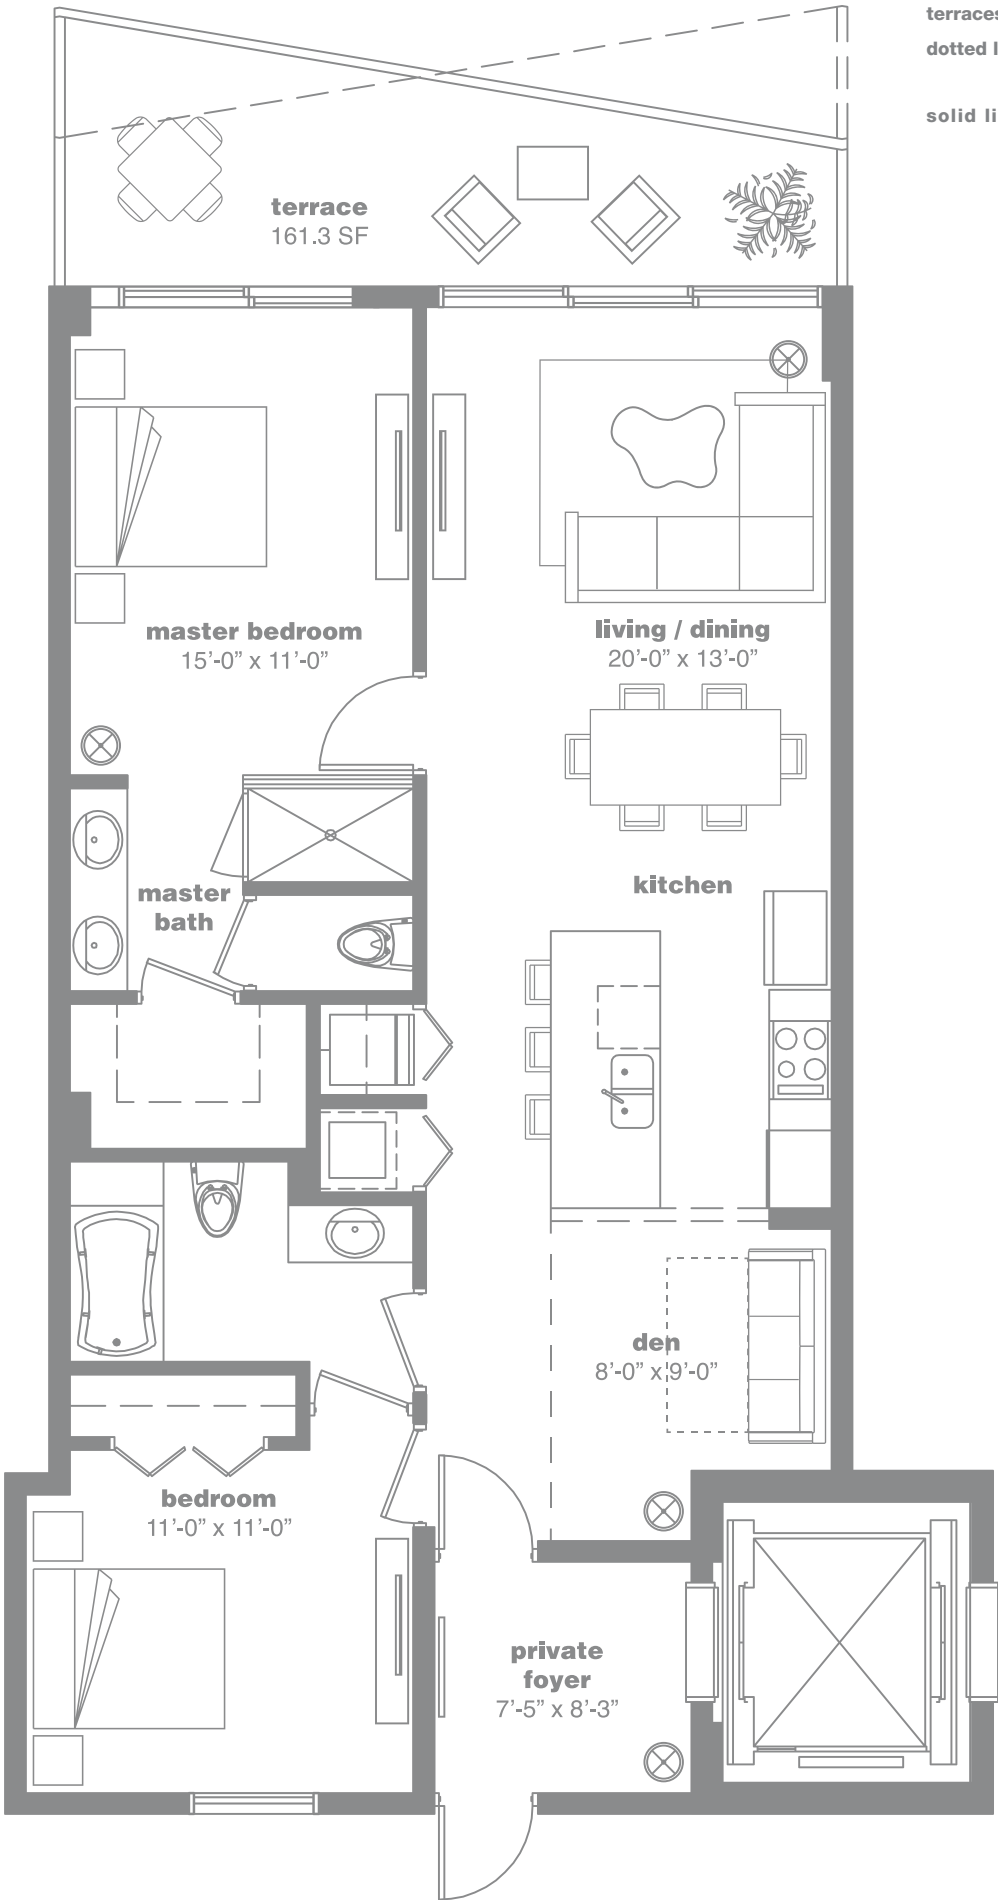 terraces
dotted l
solid li
terrace
161.3 SF
master bedroom
15'-0” x 11'-0”
living / dining
20'-0” x 13'-0”
kitchen
master
bath
den
8'-0” x 9'-0”
bedroom
11'-0” x 11'-0”
private
foyer
7'-5” x 8'-3”